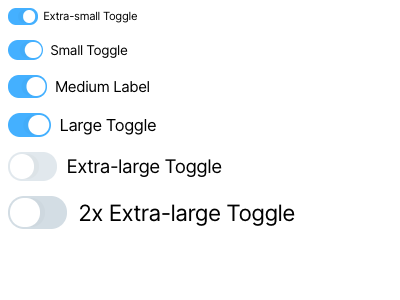 Extra-small Toggle
Small Toggle
Medium Label
Large Toggle
Extra-large Toggle
2x Extra-large Toggle